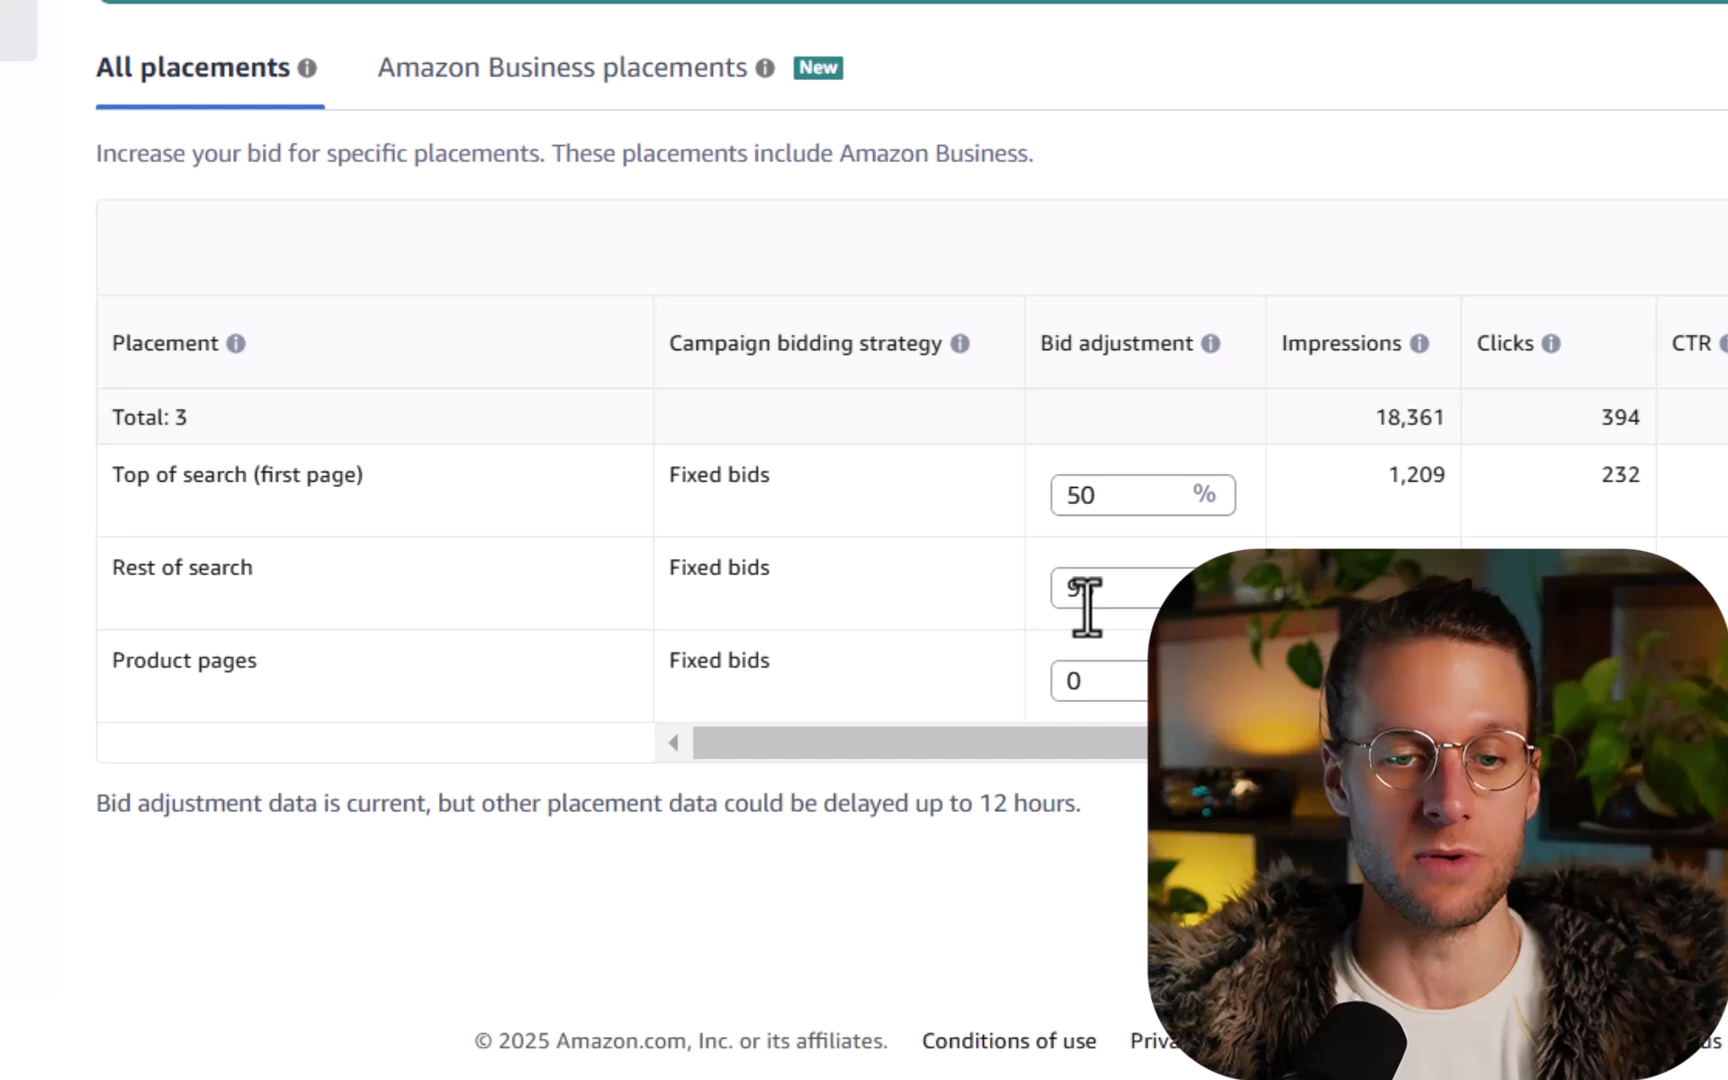 All placements
Amazon Business placements
New
Increase your bid for specific placements. These placements include Amazon Business.
Placement
Campaign bidding strategy
Bid adjustment
Impressions
Clicks
CTR
Total: 3
18,361
394
Top of search (first page)
Fixed bids
50 %
1,209
232
Rest of search
Fixed bids
Product pages
Fixed bids
0
Bid adjustment data is current, but other placement data could be delayed up to 12 hours.
© 2025 Amazon.com, Inc. or its affiliates.
Conditions of use